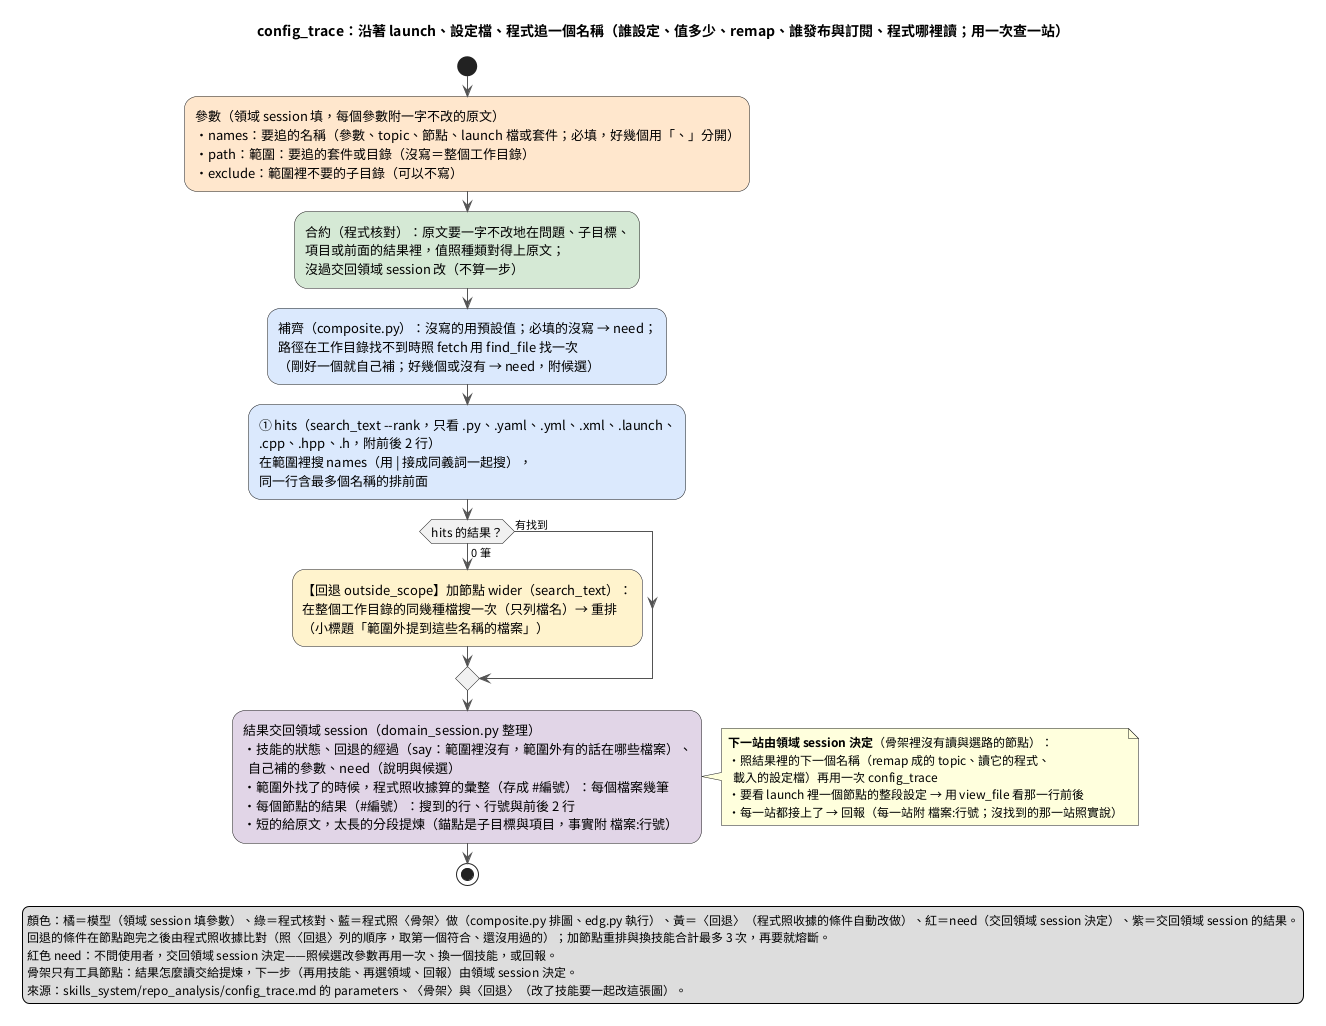 config_trace：沿著 launch、設定檔、程式追一個名稱（誰設定、值多少、remap、誰發布與訂閱、程式哪裡讀；用一次查一站）
參數（領域 session 填，每個參數附一字不改的原文）
・names：要追的名稱（參數、topic、節點、launch 檔或套件；必填，好幾個用「、」分開）
・path：範圍：要追的套件或目錄（沒寫＝整個工作目錄）
・exclude：範圍裡不要的子目錄（可以不寫）
合約（程式核對）：原文要一字不改地在問題、子目標、
項目或前面的結果裡，值照種類對得上原文；
沒過交回領域 session 改（不算一步）
補齊（composite.py）：沒寫的用預設值；必填的沒寫 → need；
路徑在工作目錄找不到時照 fetch 用 find_file 找一次
（剛好一個就自己補；好幾個或沒有 → need，附候選）
① hits（search_text --rank，只看 .py、.yaml、.yml、.xml、.launch、
.cpp、.hpp、.h，附前後 2 行）
在範圍裡搜 names（用 | 接成同義詞一起搜），
同一行含最多個名稱的排前面
hits 的結果？
有找到
0 筆
【回退 outside_scope】加節點 wider（search_text）：
在整個工作目錄的同幾種檔搜一次（只列檔名）→ 重排
（小標題「範圍外提到這些名稱的檔案」）
結果交回領域 session（domain_session.py 整理）
・技能的狀態、回退的經過（say：範圍裡沒有，範圍外有的話在哪些檔案）、
自己補的參數、need（說明與候選）
・範圍外找了的時候，程式照收據算的彙整（存成 #編號）：每個檔案幾筆
・每個節點的結果（#編號）：搜到的行、行號與前後 2 行
・短的給原文，太長的分段提煉（錨點是子目標與項目，事實附 檔案:行號）
下一站由領域 session 決定（骨架裡沒有讀與選路的節點）：
・照結果裡的下一個名稱（remap 成的 topic、讀它的程式、
載入的設定檔）再用一次 config_trace
・要看 launch 裡一個節點的整段設定 → 用 view_file 看那一行前後
・每一站都接上了 → 回報（每一站附 檔案:行號；沒找到的那一站照實說）
顏色：橘＝模型（領域 session 填參數）、綠＝程式核對、藍＝程式照〈骨架〉做（composite.py 排圖、edg.py 執行）、黃＝〈回退〉（程式照收據的條件自動改做）、紅＝need（交回領域 session 決定）、紫＝交回領域 session 的結果。
回退的條件在節點跑完之後由程式照收據比對（照〈回退〉列的順序，取第一個符合、還沒用過的）；加節點重排與換技能合計最多 3 次，再要就熔斷。
紅色 need：不問使用者，交回領域 session 決定——照候選改參數再用一次、換一個技能，或回報。
骨架只有工具節點：結果怎麼讀交給提煉，下一步（再用技能、再選領域、回報）由領域 session 決定。
來源：skills_system/repo_analysis/config_trace.md 的 parameters、〈骨架〉與〈回退〉（改了技能要一起改這張圖）。